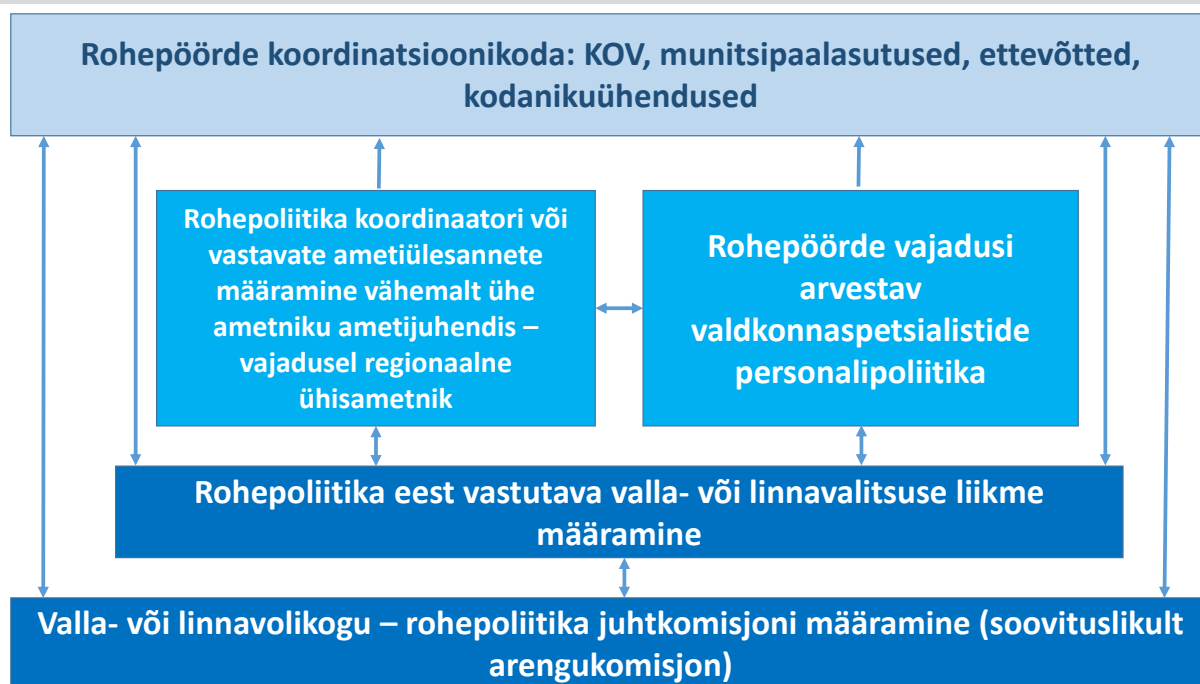 Rohepöörde koordinatsioonikoda: KOV, munitsipaalasutused, ettevõtted,
kodanikuühendused
Rohepoliitika koordinaatori või
vastavate ametiülesannete
määramine vähemalt ühe
ametniku ametijuhendis –
vajadusel regionaalne
ühisametnik
Rohepöörde vajadusi
arvestav
valdkonnaspetsialistide
personalipoliitika
Rohepoliitika eest vastutava valla- või linnavalitsuse liikme
määramine
Valla- või linnavolikogu – rohepoliitika juhtkomisjoni määramine (soovituslikult
arengukomisjon)